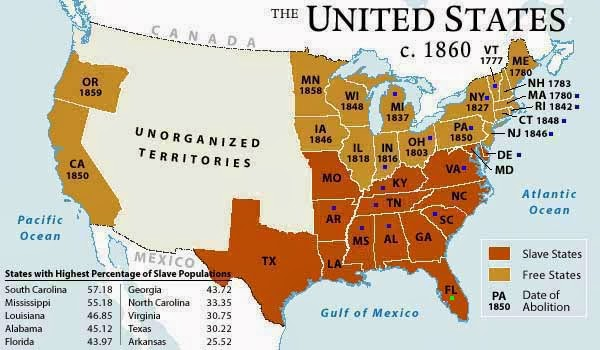 THE UNITED STATES
c. 1860
CANADA
VT
1777
ME
1780
OR
1859
MN
1858
WI
1848
MI
1837
NY
1827
NH 1783
MA 1780
RI 1842
CT 1848
NJ 1846
UNORGANIZED
TERRITORIES
IA
1846
IL
1818
IN
1816
OH
1803
PA
1850
DE
MD
CA
1850
MO
KY
VA
NC
TN
AR
SC
MS
AL
GA
TX
LA
FL
Pacific
Ocean
Atlantic
Ocean
MEXICO
Gulf of Mexico
Slave States
Free States
PA
1850
Date of
Abolition
States with Highest Percentage of Slave Populations
South Carolina 57.18 Georgia 43.72
Mississippi 55.18 North Carolina 33.35
Louisiana 46.85 Virginia 30.75
Alabama 45.12 Texas 30.22
Florida 43.97 Arkansas 25.52